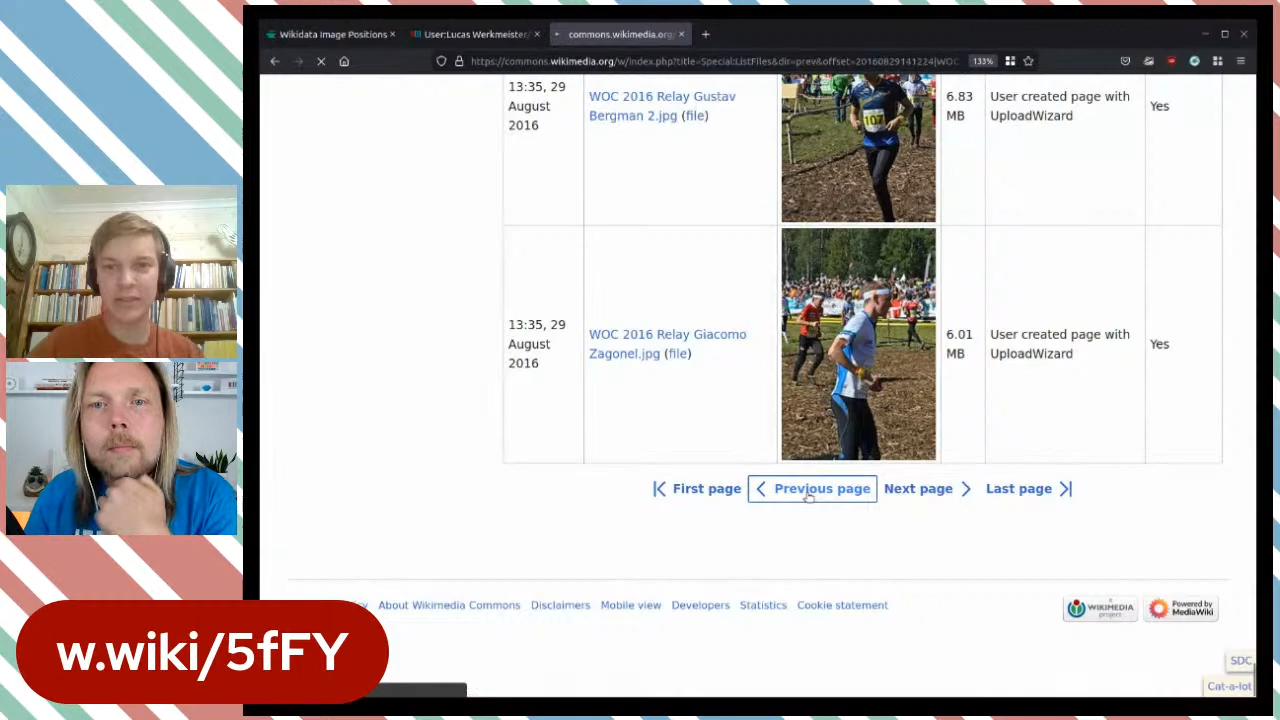 Wikidata Image Positions
User:Lucas Werkmeister/
commons.wikimedia.org/
https://commons.wikimedia.org/w/index.php?title=Special:ListFiles&dir=prev&offset=20160829141224|WOC
133%
13:35, 29
August
2016
WOC 2016 Relay Gustav
Bergman 2.jpg (file)
107
6.83
MB
User created page with
UploadWizard
Yes
13:35, 29
August
2016
WOC 2016 Relay Giacomo
Zagonel.jpg (file)
6.01
MB
User created page with
UploadWizard
Yes
First page
Previous page
Next page
Last page
About Wikimedia Commons
Disclaimers
Mobile view
Developers
Statistics
Cookie statement
A
WIKIMEDIA
project
Powered by
MediaWiki
w.wiki/5fFY
SDC
Cat-a-lot